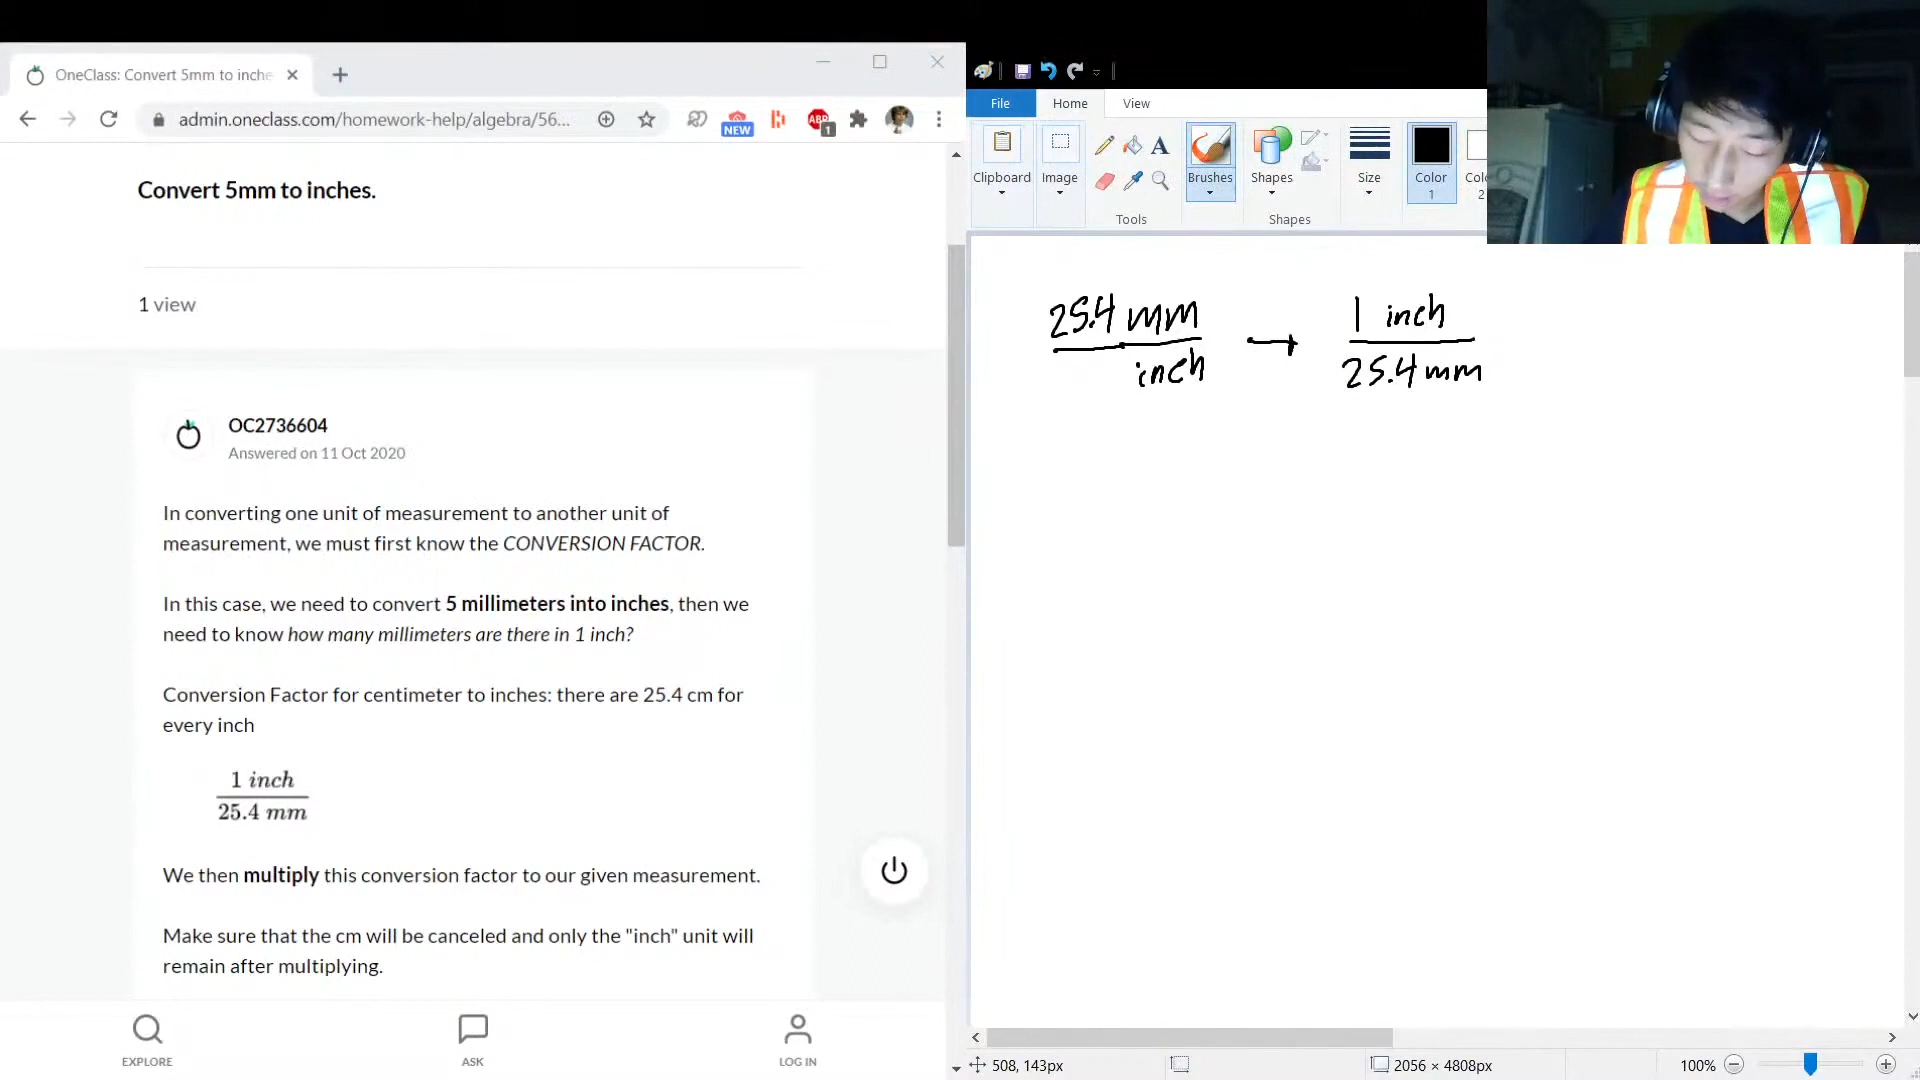 OneClass: Convert 5mm to inche
admin.oneclass.com/homework-help/algebra/56...
NEW
ABP
1
Convert 5mm to inches.
1 view
OC2736604
Answered on 11 Oct 2020
In converting one unit of measurement to another unit of
measurement, we must first know the CONVERSION FACTOR.
In this case, we need to convert 5 millimeters into inches, then we
need to know how many millimeters are there in 1 inch?
Conversion Factor for centimeter to inches: there are 25.4 cm for
every inch
1 inch
25.4 mm
We then multiply this conversion factor to our given measurement.
Make sure that the cm will be canceled and only the "inch" unit will
remain after multiplying.
EXPLORE
ASK
LOG IN
File
Home
View
Clipboard
Image
Tools
Brushes
Shapes
Shapes
Size
Color
1
Colo
2
25.4 mm
inch
→
1 inch
25.4 mm
508, 143px
2056 × 4808px
100%